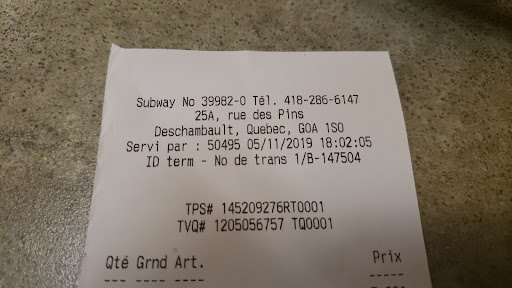 Subway No 39982-0 Tél. 418-286-6147
25A, rue des Pins
Deschambault, Quebec, G0A 1S0
Servi par : 50495 05/11/2019 18:02:05
ID term - No de trans 1/B-147504
TPS# 145209276RT0001
TVQ# 1205056757 TQ0001
Qté Grnd Art. Prix
--- ---- ---- ----